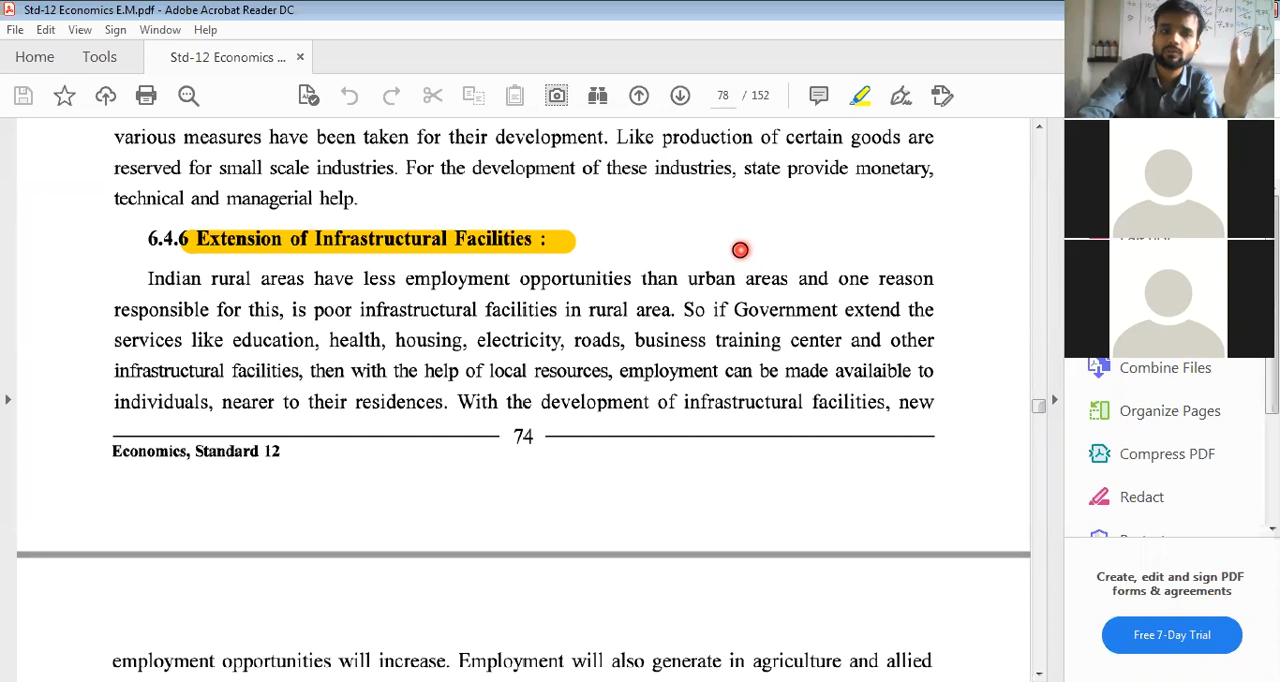 Std-12 Economics E.M.pdf - Adobe Acrobat Reader DC
File Edit View Sign Window Help
Home Tools Std-12 Economics ... ×
78 / 152
various measures have been taken for their development. Like production of certain goods are
reserved for small scale industries. For the development of these industries, state provide monetary,
technical and managerial help.
6.4.6 Extension of Infrastructural Facilities :
Indian rural areas have less employment opportunities than urban areas and one reason
responsible for this, is poor infrastructural facilities in rural area. So if Government extend the
services like education, health, housing, electricity, roads, business training center and other
infrastructural facilities, then with the help of local resources, employment can be made availaible to
individuals, nearer to their residences. With the development of infrastructural facilities, new
74
Economics, Standard 12
employment opportunities will increase. Employment will also generate in agriculture and allied
Combine Files
Organize Pages
Compress PDF
Redact
Create, edit and sign PDF
forms & agreements
Free 7-Day Trial